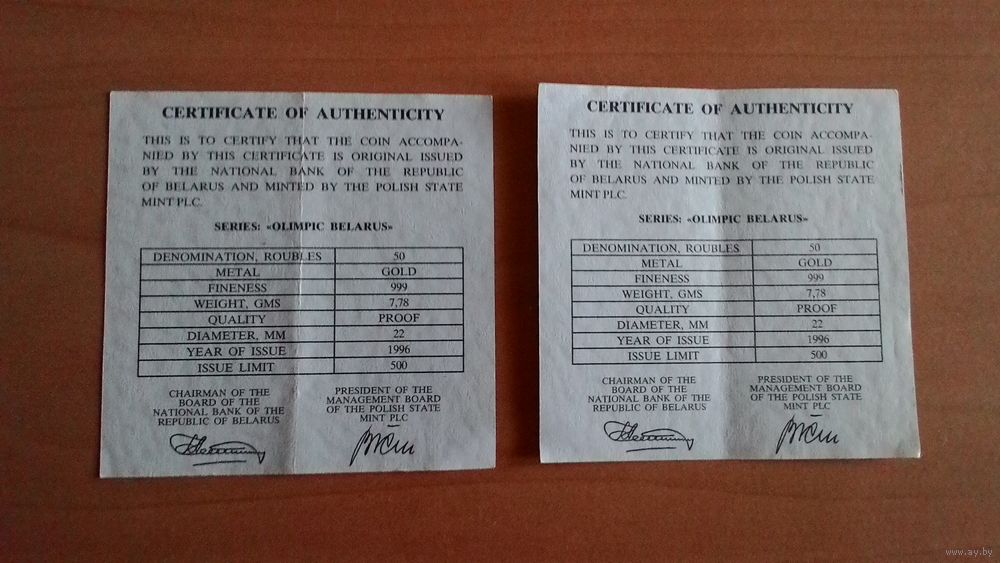 CERTIFICATE OF AUTHENTICITY
THIS IS TO CERTIFY THAT THE COIN ACCOMPA-
NIED BY THIS CERTIFICATE IS ORIGINAL ISSUED
BY THE NATIONAL BANK OF THE REPUBLIC
OF BELARUS AND MINTED BY THE POLISH STATE
MINT PLC.
SERIES: «OLIMPIC BELARUS»
DENOMINATION, ROUBLES 50
METAL GOLD
FINENESS 999
WEIGHT, GMS 7,78
QUALITY PROOF
DIAMETER, MM 22
YEAR OF ISSUE 1996
ISSUE LIMIT 500
CHAIRMAN OF THE
BOARD OF THE
NATIONAL BANK OF THE
REPUBLIC OF BELARUS
PRESIDENT OF THE
MANAGEMENT BOARD
OF THE POLISH STATE
MINT PLC
CERTIFICATE OF AUTHENTICITY
THIS IS TO CERTIFY THAT THE COIN ACCOMPA-
NIED BY THIS CERTIFICATE IS ORIGINAL ISSUED
BY THE NATIONAL BANK OF THE REPUBLIC
OF BELARUS AND MINTED BY THE POLISH STATE
MINT PLC.
SERIES: «OLIMPIC BELARUS»
DENOMINATION, ROUBLES 50
METAL GOLD
FINENESS 999
WEIGHT, GMS 7,78
QUALITY PROOF
DIAMETER, MM 22
YEAR OF ISSUE 1996
ISSUE LIMIT 500
CHAIRMAN OF THE
BOARD OF THE
NATIONAL BANK OF THE
REPUBLIC OF BELARUS
PRESIDENT OF THE
MANAGEMENT BOARD
OF THE POLISH STATE
MINT PLC
www.ay.by